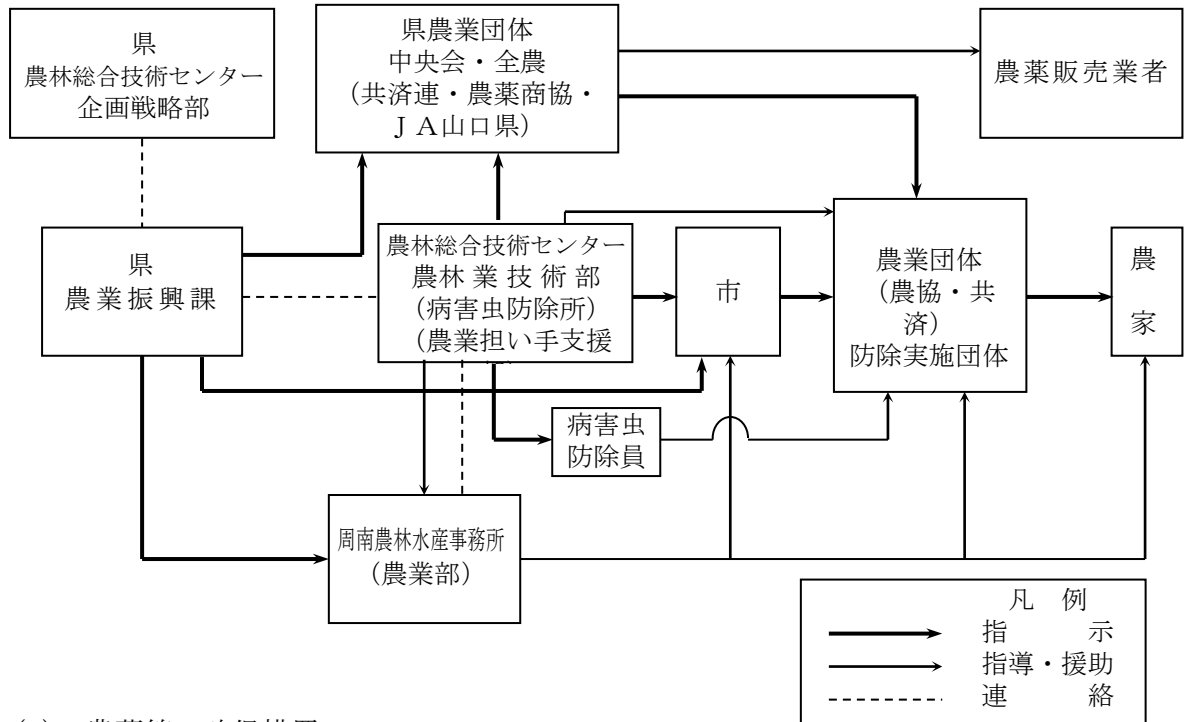 県
農林総合技術センター
企画戦略部
県農業団体
中央会・全農
(共済連・農薬商協・
ＪＡ山口県)
農薬販売業者
県
農業振興課
農林総合技術センター
農林業技術部
(病害虫防除所)
(農業担い手支援
市
農業団体
(農協・共
済)
防除実施団体
農
家
病害虫
防除員
周南農林水産事務所
(農業部)
凡 例
指 示
指導・援助
連 絡